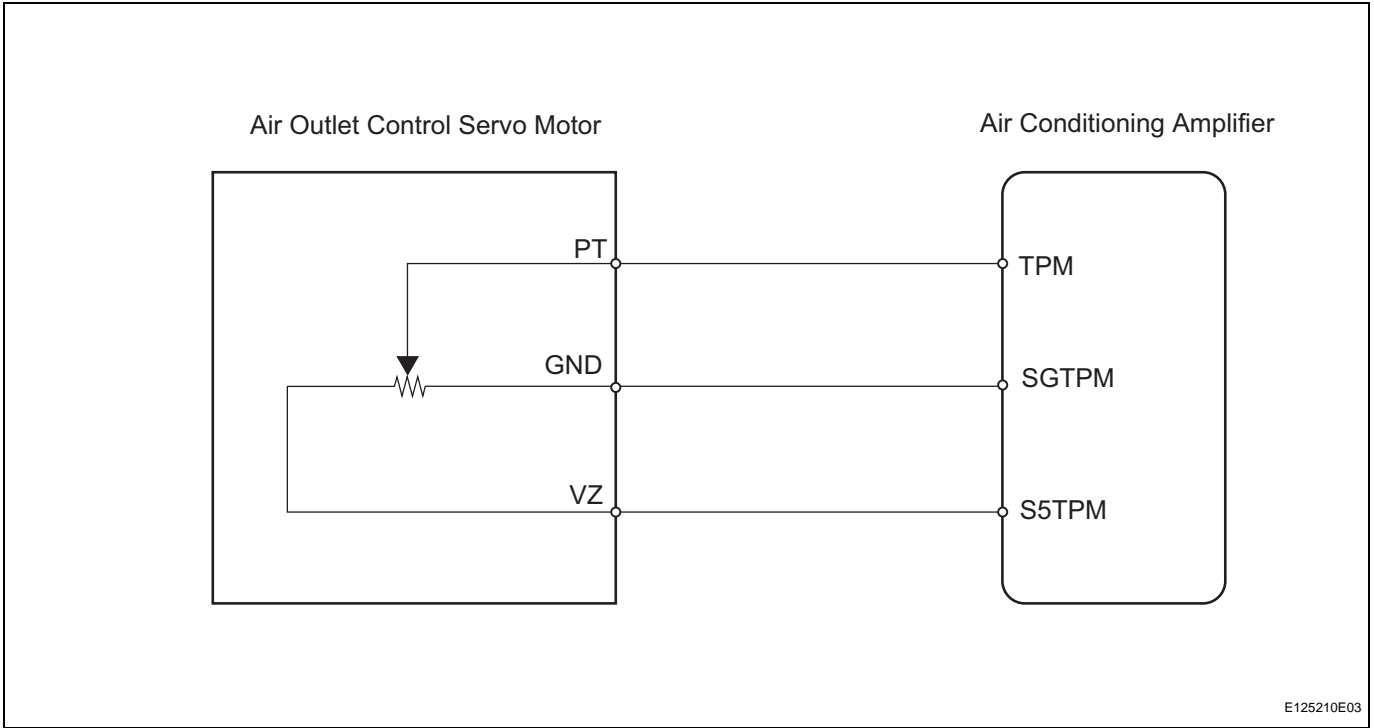 Air Outlet Control Servo Motor
Air Conditioning Amplifier
PT
TPM
GND
SGTPM
VZ
S5TPM
E125210E03